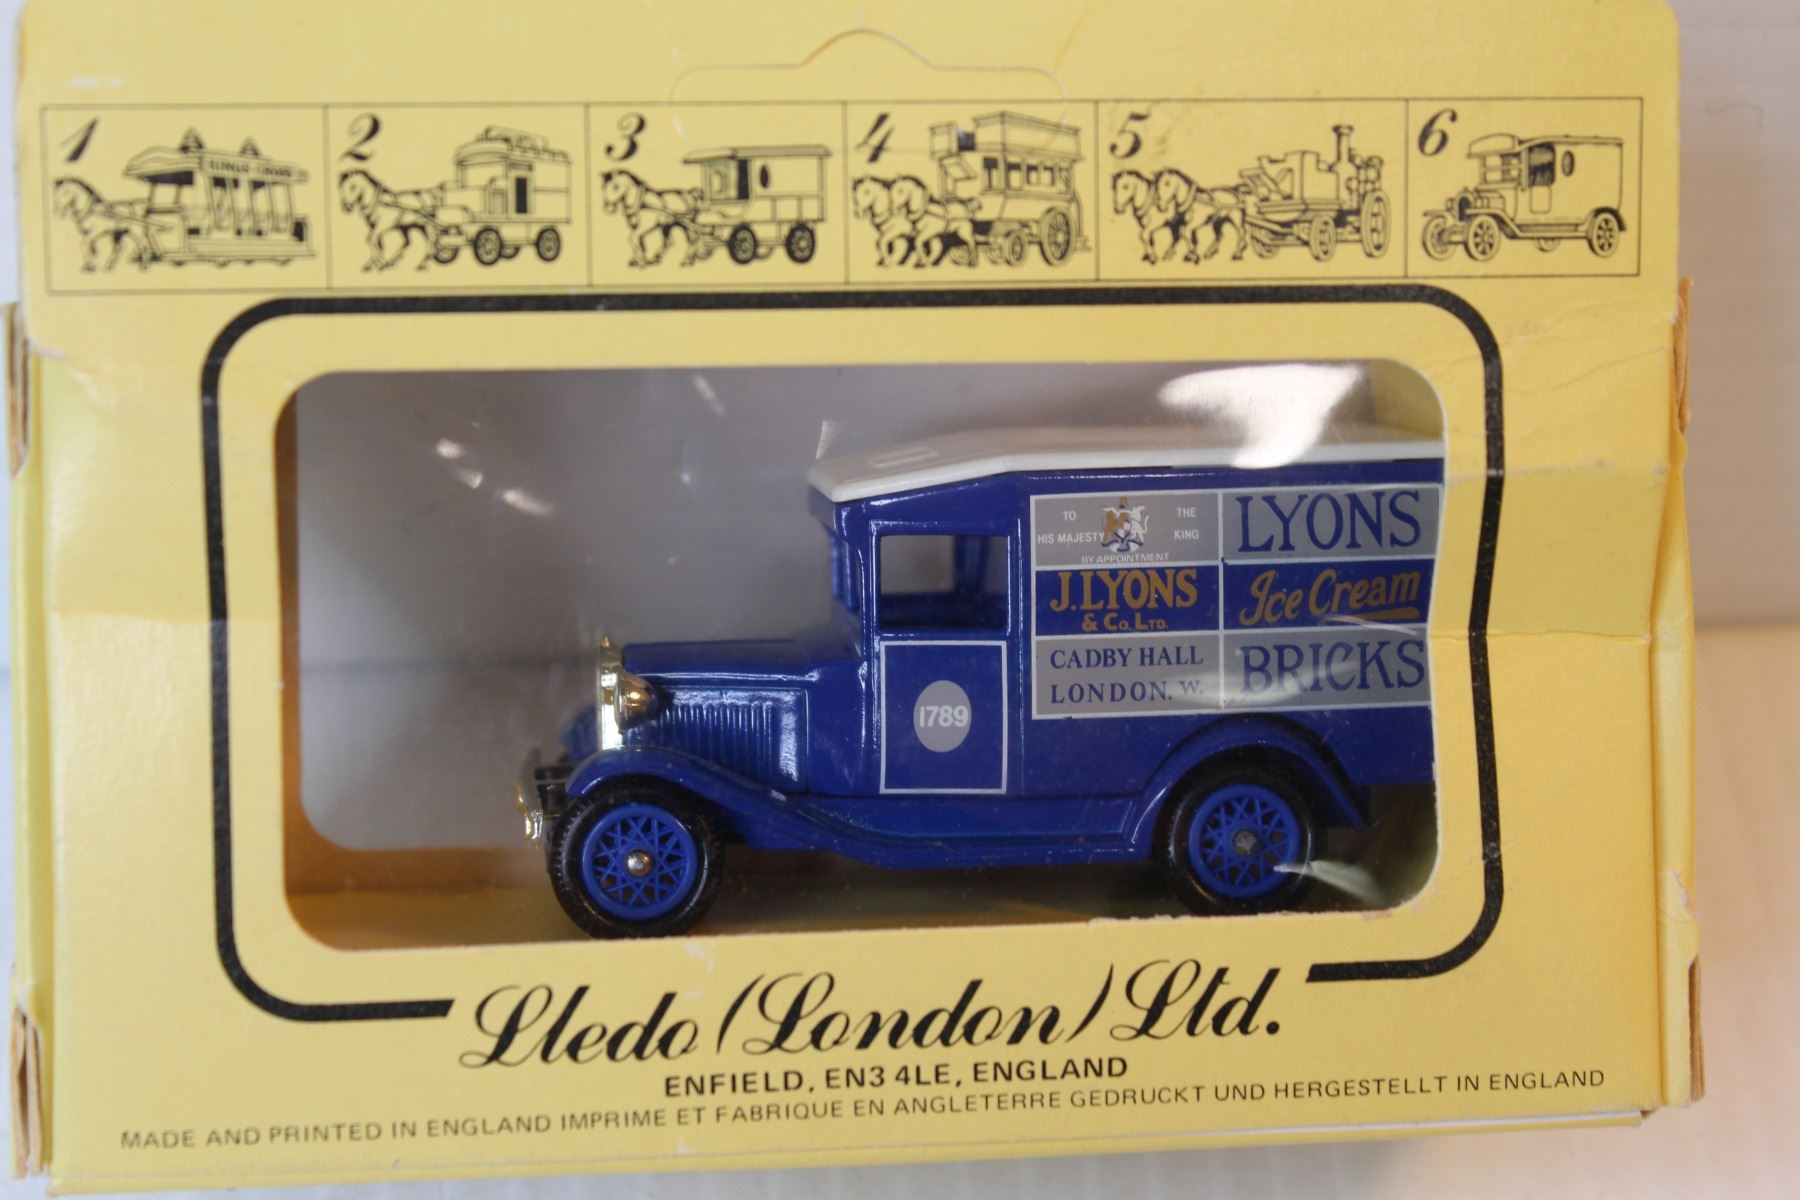 1 2 3 4 5 6
TO THE
HIS MAJESTY KING
BY APPOINTMENT
J. LYONS
& Co. LTD.
CADBY HALL
LONDON. W.
LYONS
Ice Cream
BRICKS
1789
Lledo (London) Ltd.
ENFIELD, EN3 4LE, ENGLAND
MADE AND PRINTED IN ENGLAND IMPRIME ET FABRIQUE EN ANGLETERRE GEDRUCKT UND HERGESTELLT IN ENGLAND